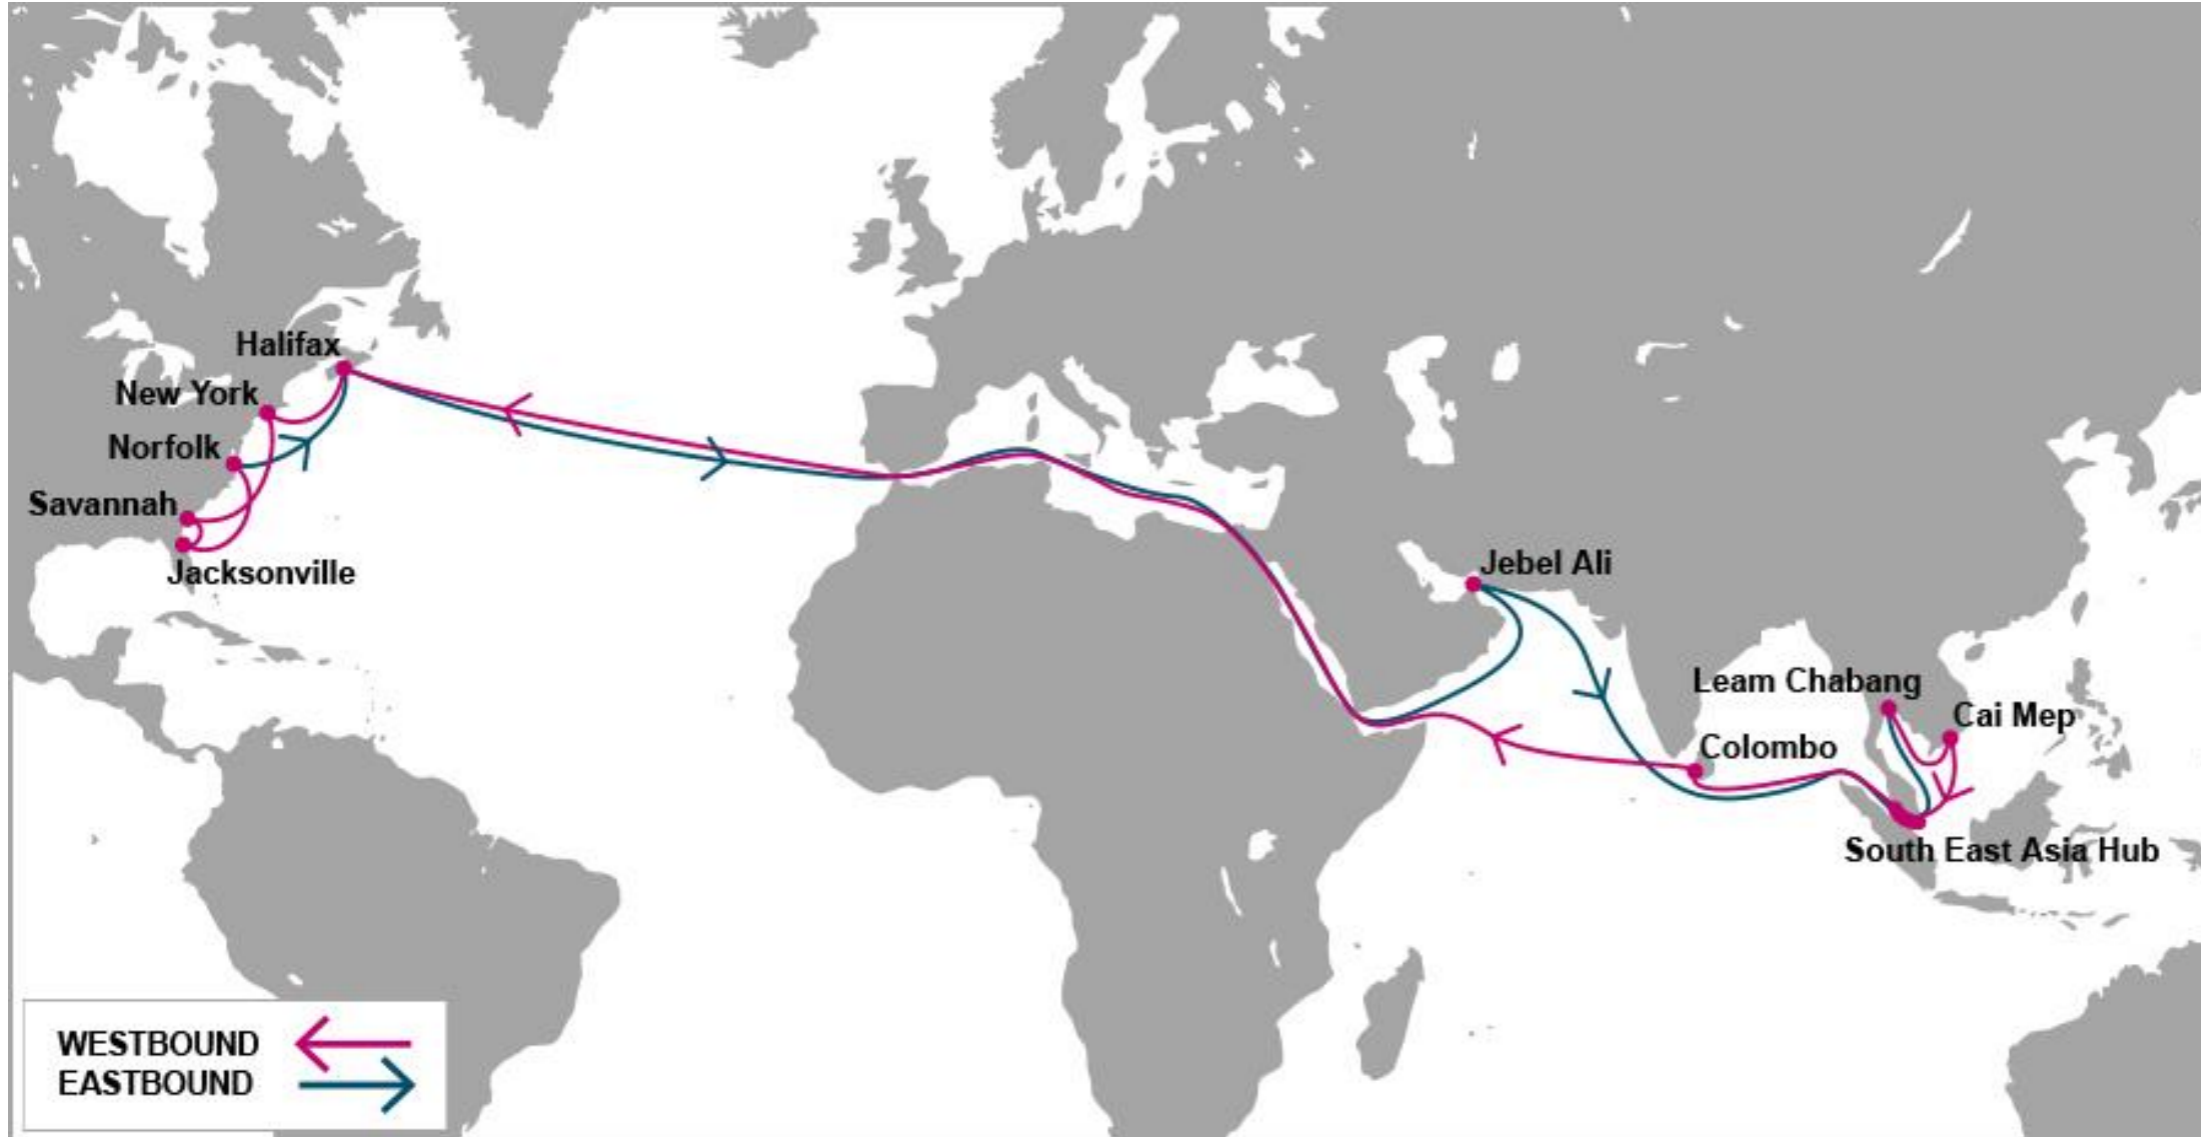 Halifax
New York
Norfolk
Savannah
Jacksonville
Jebel Ali
Leam Chabang
Cai Mep
Colombo
South East Asia Hub
WESTBOUND
EASTBOUND